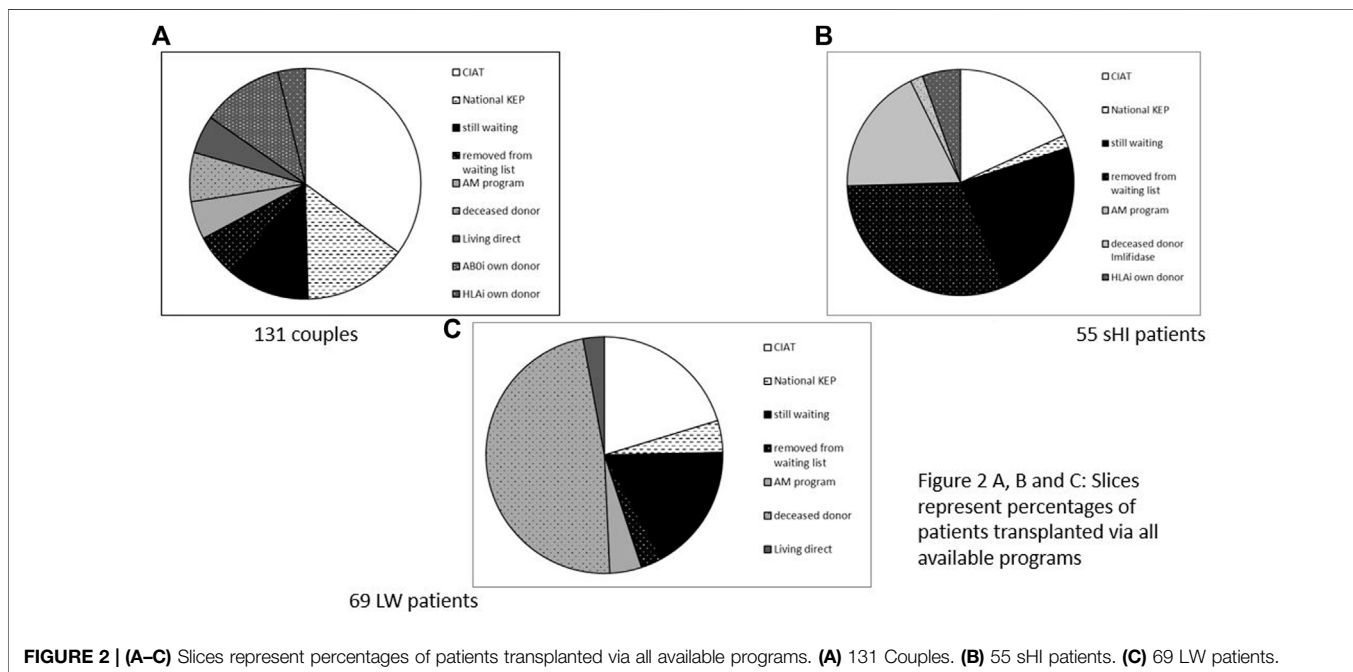 A
CIAT
National KEP
still waiting
removed from
waiting list
AM program
deceased donor
Living direct
AB0i own donor
HLAi own donor
131 couples
B
CIAT
National KEP
still waiting
removed from
waiting list
AM program
deceased donor
Imlifidase
HLAi own donor
55 sHI patients
C
CIAT
National KEP
still waiting
removed from
waiting list
AM program
deceased donor
Living direct
69 LW patients
Figure 2 A, B and C: Slices
represent percentages of
patients transplanted via all
available programs
FIGURE 2 | (A–C) Slices represent percentages of patients transplanted via all available programs. (A) 131 Couples. (B) 55 sHI patients. (C) 69 LW patients.